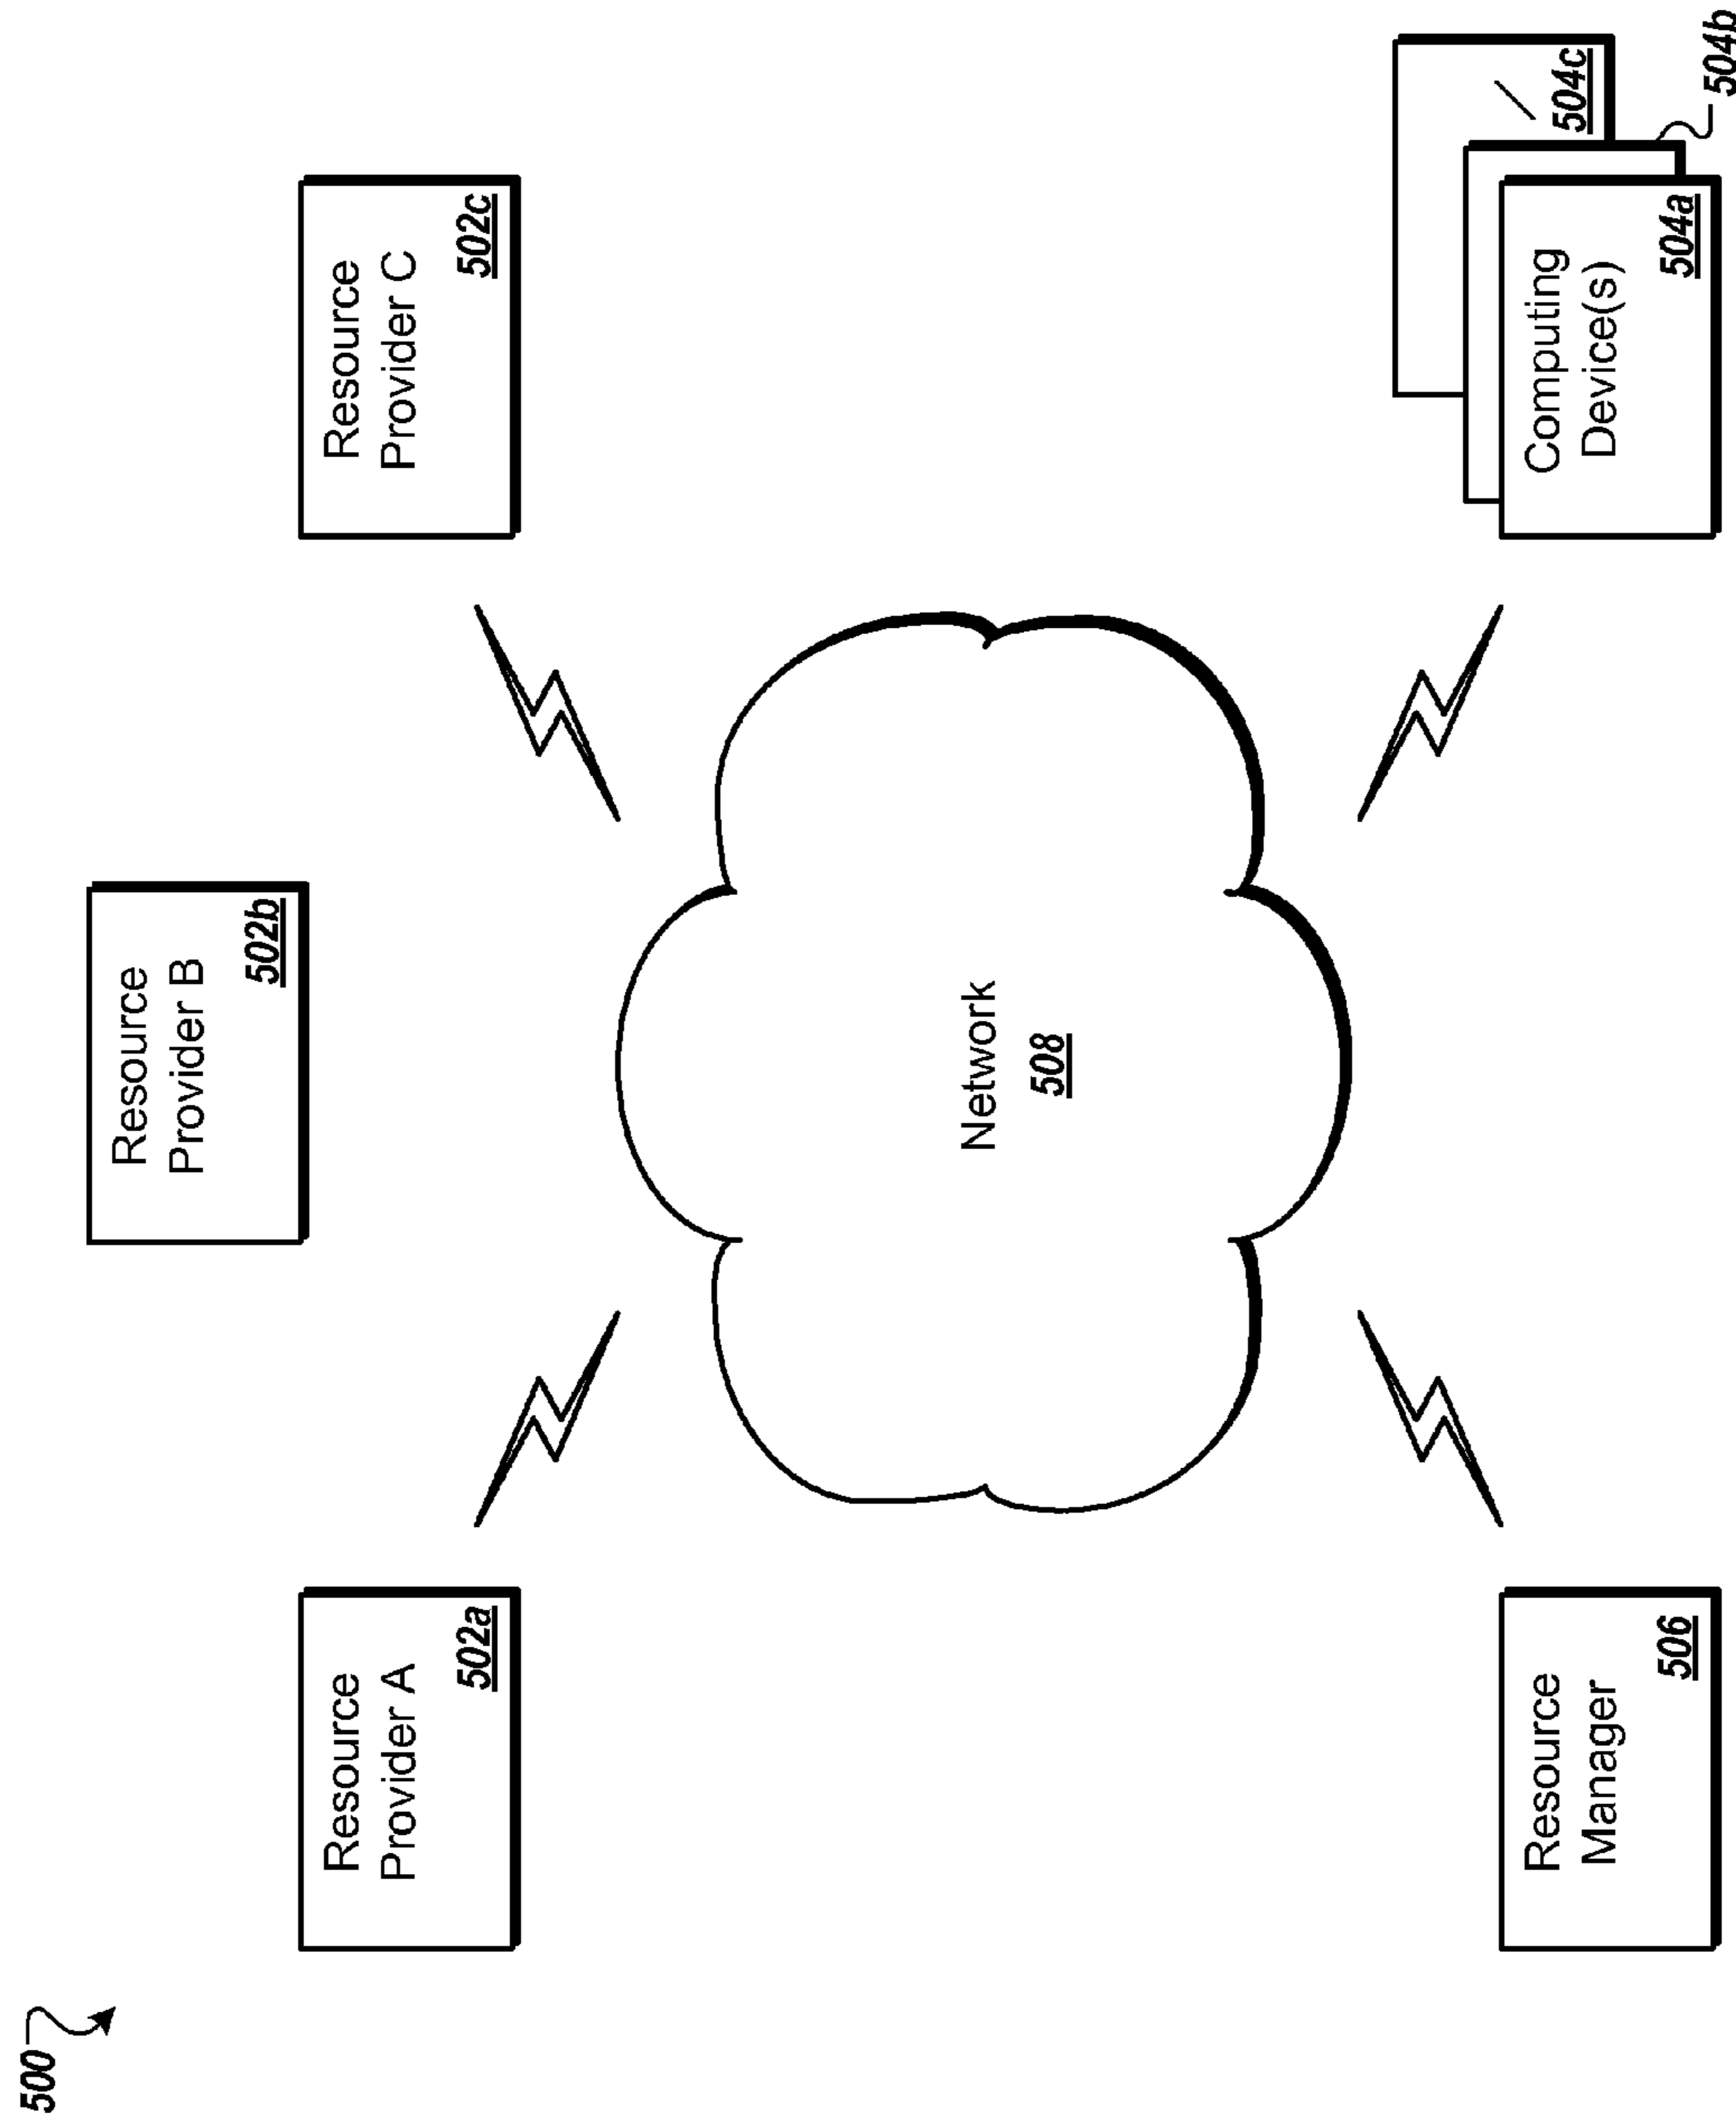 500
Resource
Provider B
502b
Resource
Provider A
502a
Resource
Provider C
502c
Network
508
Resource
Manager
506
Computing
Device(s)
504a
504c
504b